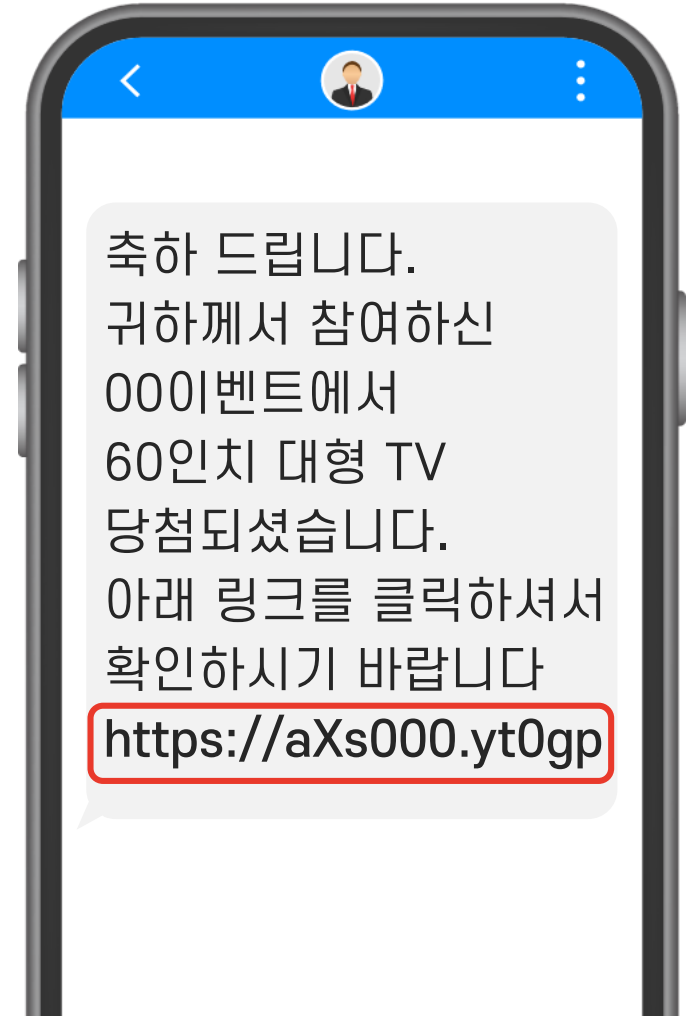 축하 드립니다.
귀하께서 참여하신
00이벤트에서
60인치 대형 TV
당첨되셨습니다.
아래 링크를 클릭하셔서
확인하시기 바랍니다
https://aXs000.yt0gp